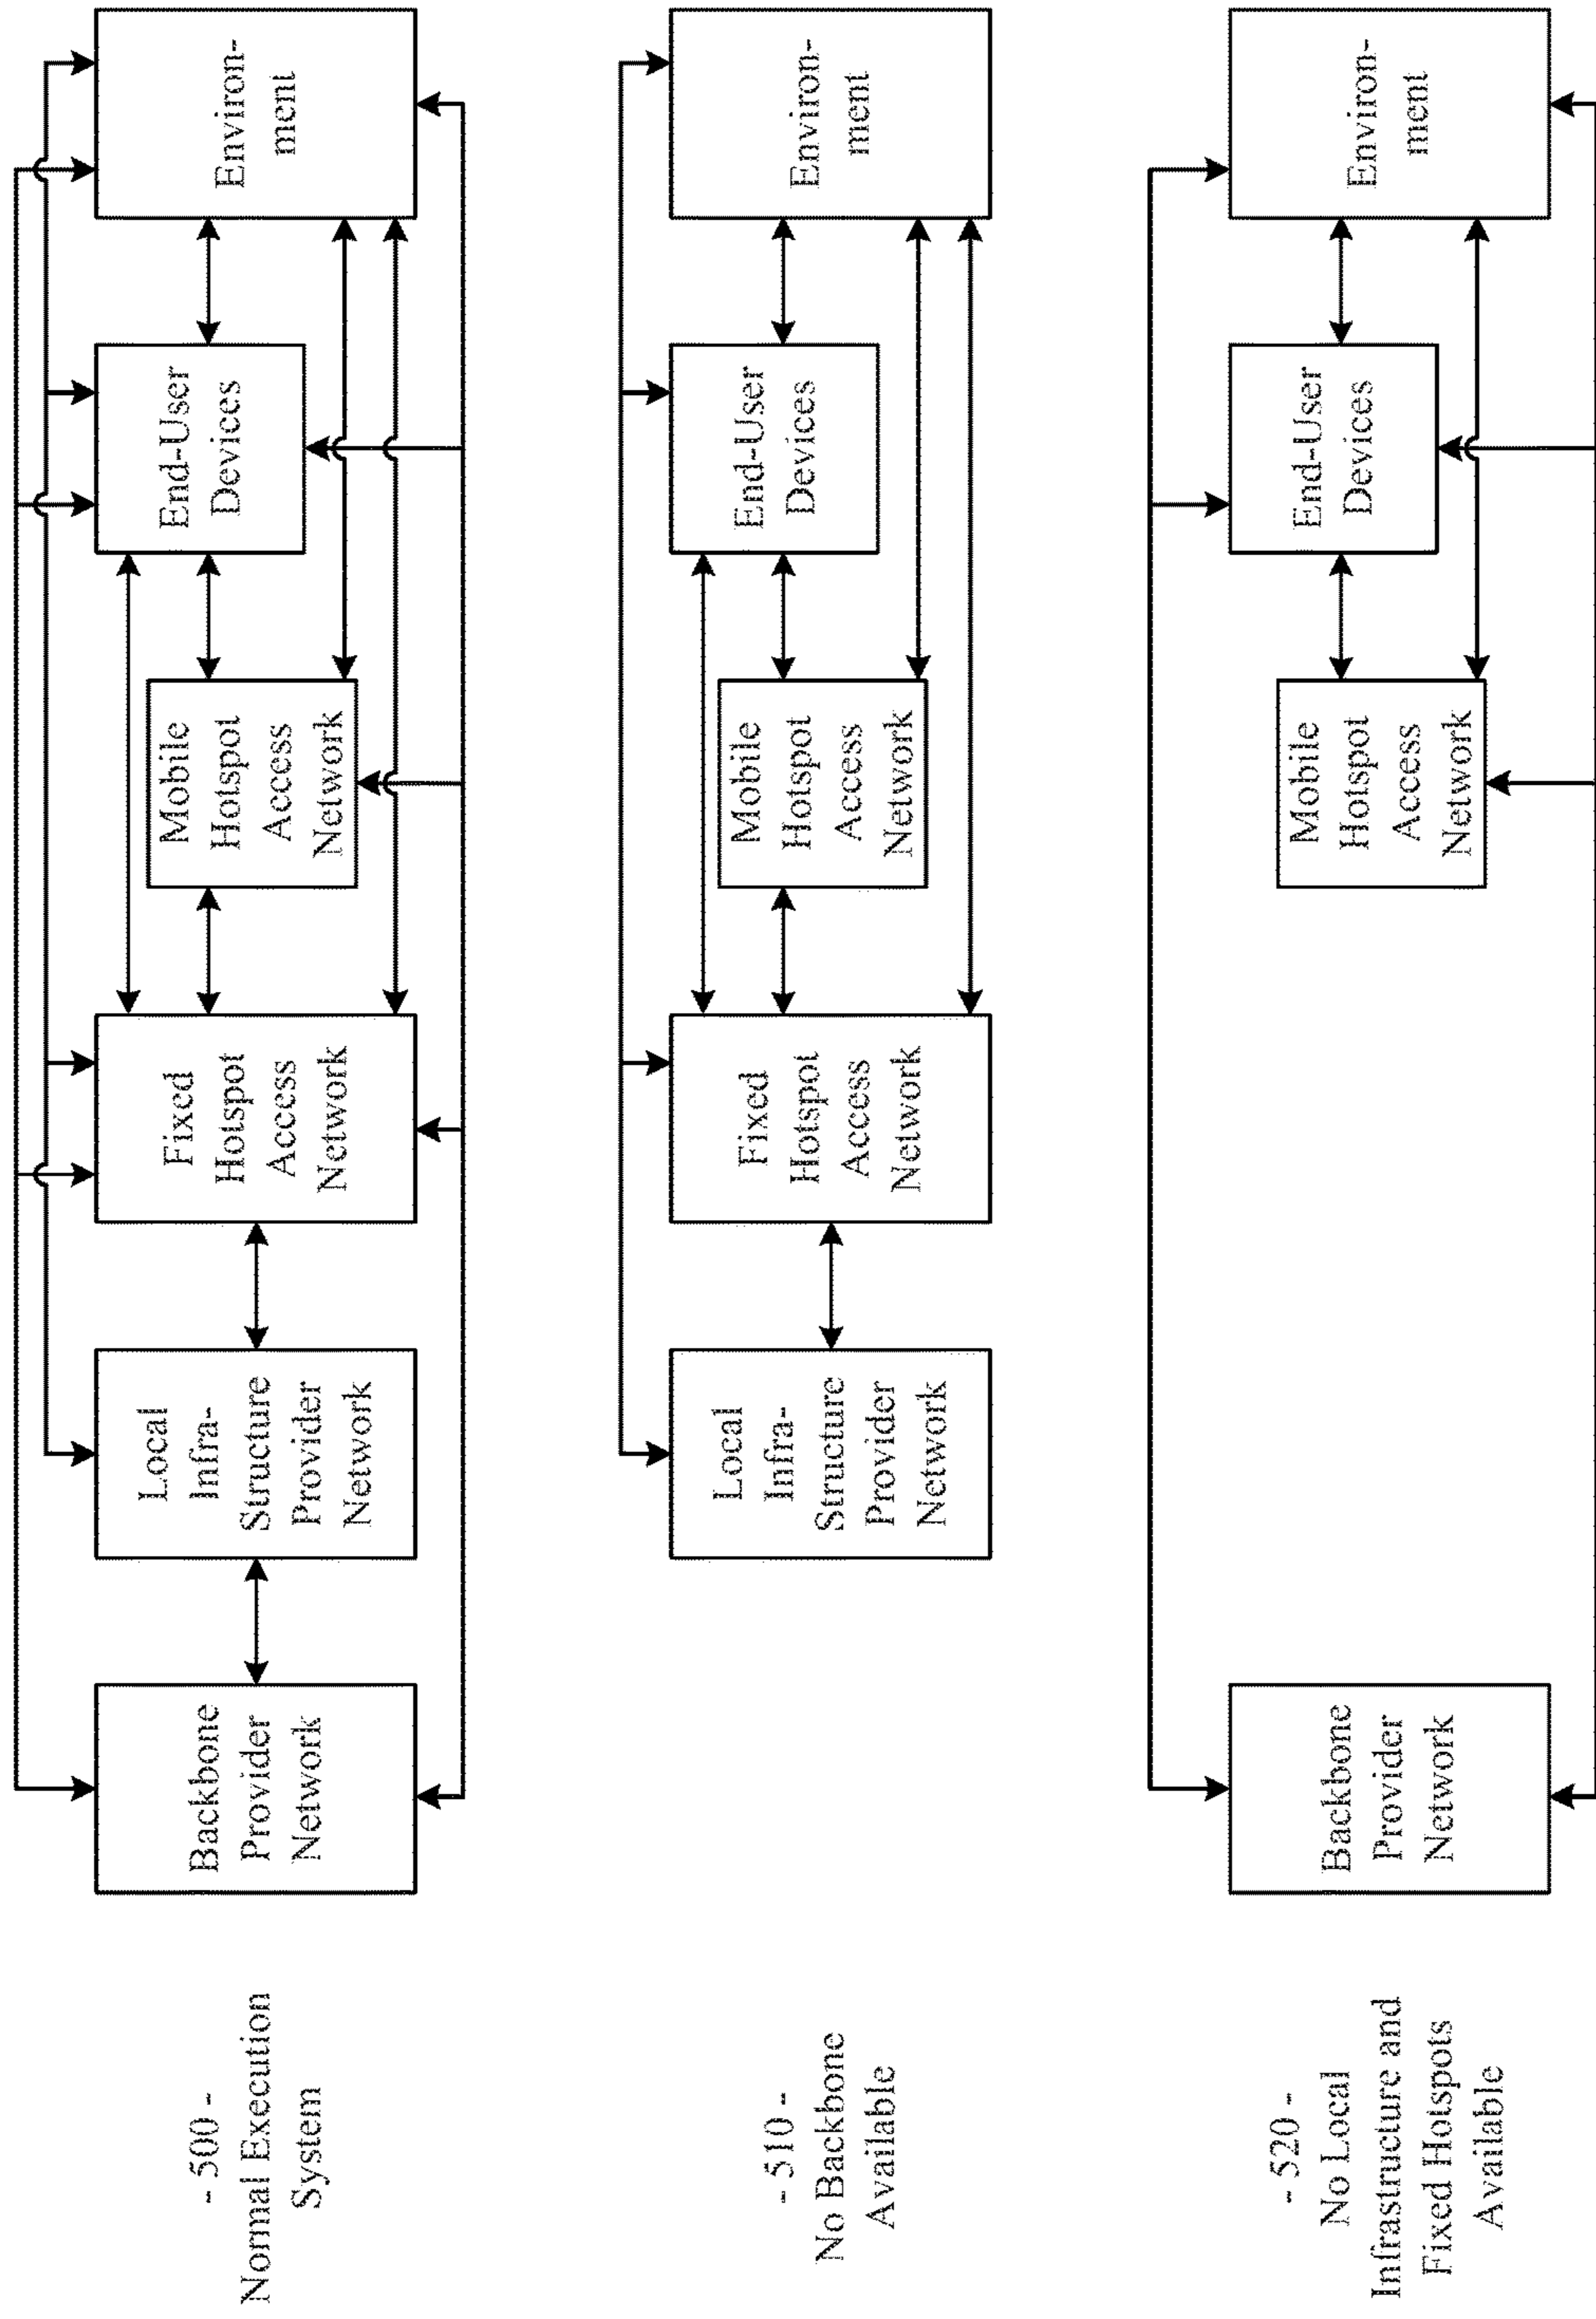 - 500 -
Normal Execution
System
Backbone
Provider
Network
Local
Infra-
Structure
Provider
Network
Fixed
Hotspot
Access
Network
Mobile
Hotspot
Access
Network
End-User
Devices
Environ-
ment
- 510 -
No Backbone
Available
Local
Infra-
Structure
Provider
Network
Fixed
Hotspot
Access
Network
Mobile
Hotspot
Access
Network
End-User
Devices
Environ-
ment
- 520 -
No Local
Infrastructure and
Fixed Hotspots
Available
Backbone
Provider
Network
Mobile
Hotspot
Access
Network
End-User
Devices
Environ-
ment